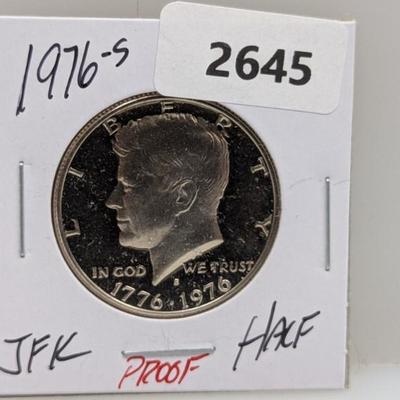 1976-S
2645
LIBERTY
IN GOD WE TRUST
S
1776·1976
JFK PROOF HALF